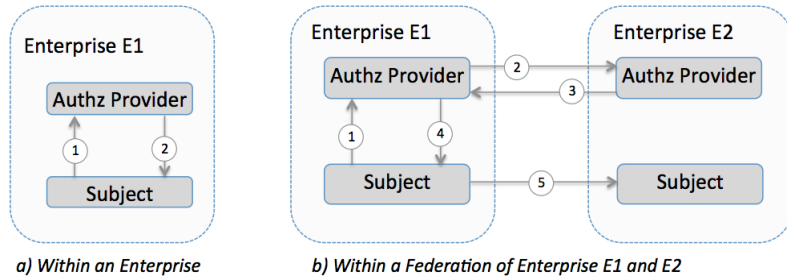 Enterprise E1
Authz Provider
1
2
Subject
a) Within an Enterprise
Enterprise E1
Enterprise E2
Authz Provider
2
Authz Provider
3
1
4
Subject
5
Subject
b) Within a Federation of Enterprise E1 and E2